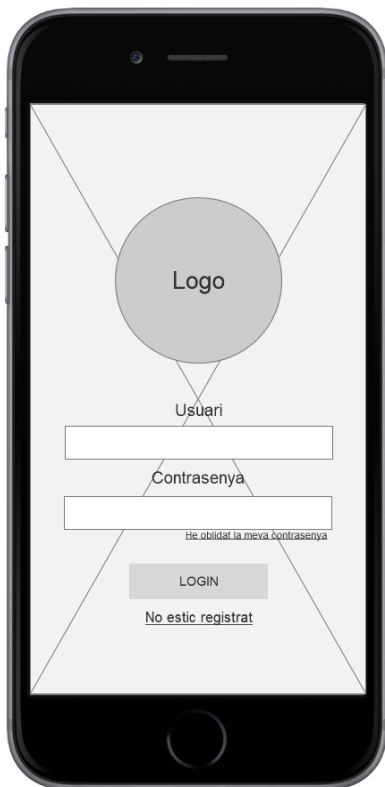 Logo
Usuari
Contrasenya
He oblidat la meva contrasenya
LOGIN
No estic registrat